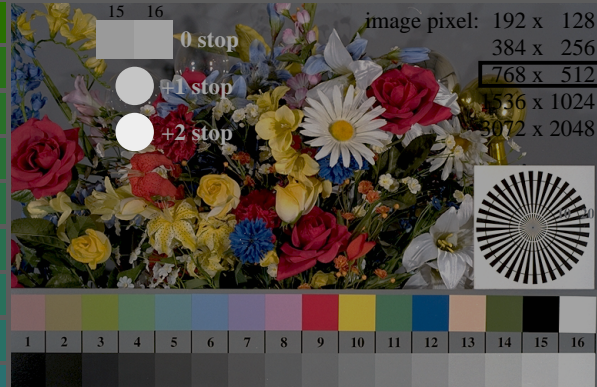 15 16
0 stop
+1 stop
+2 stop
image pixel: 192 x 128
384 x 256
768 x 512
1536 x 1024
3072 x 2048
1 2 3 4 5 6 7 8 9 10 11 12 13 14 15 16